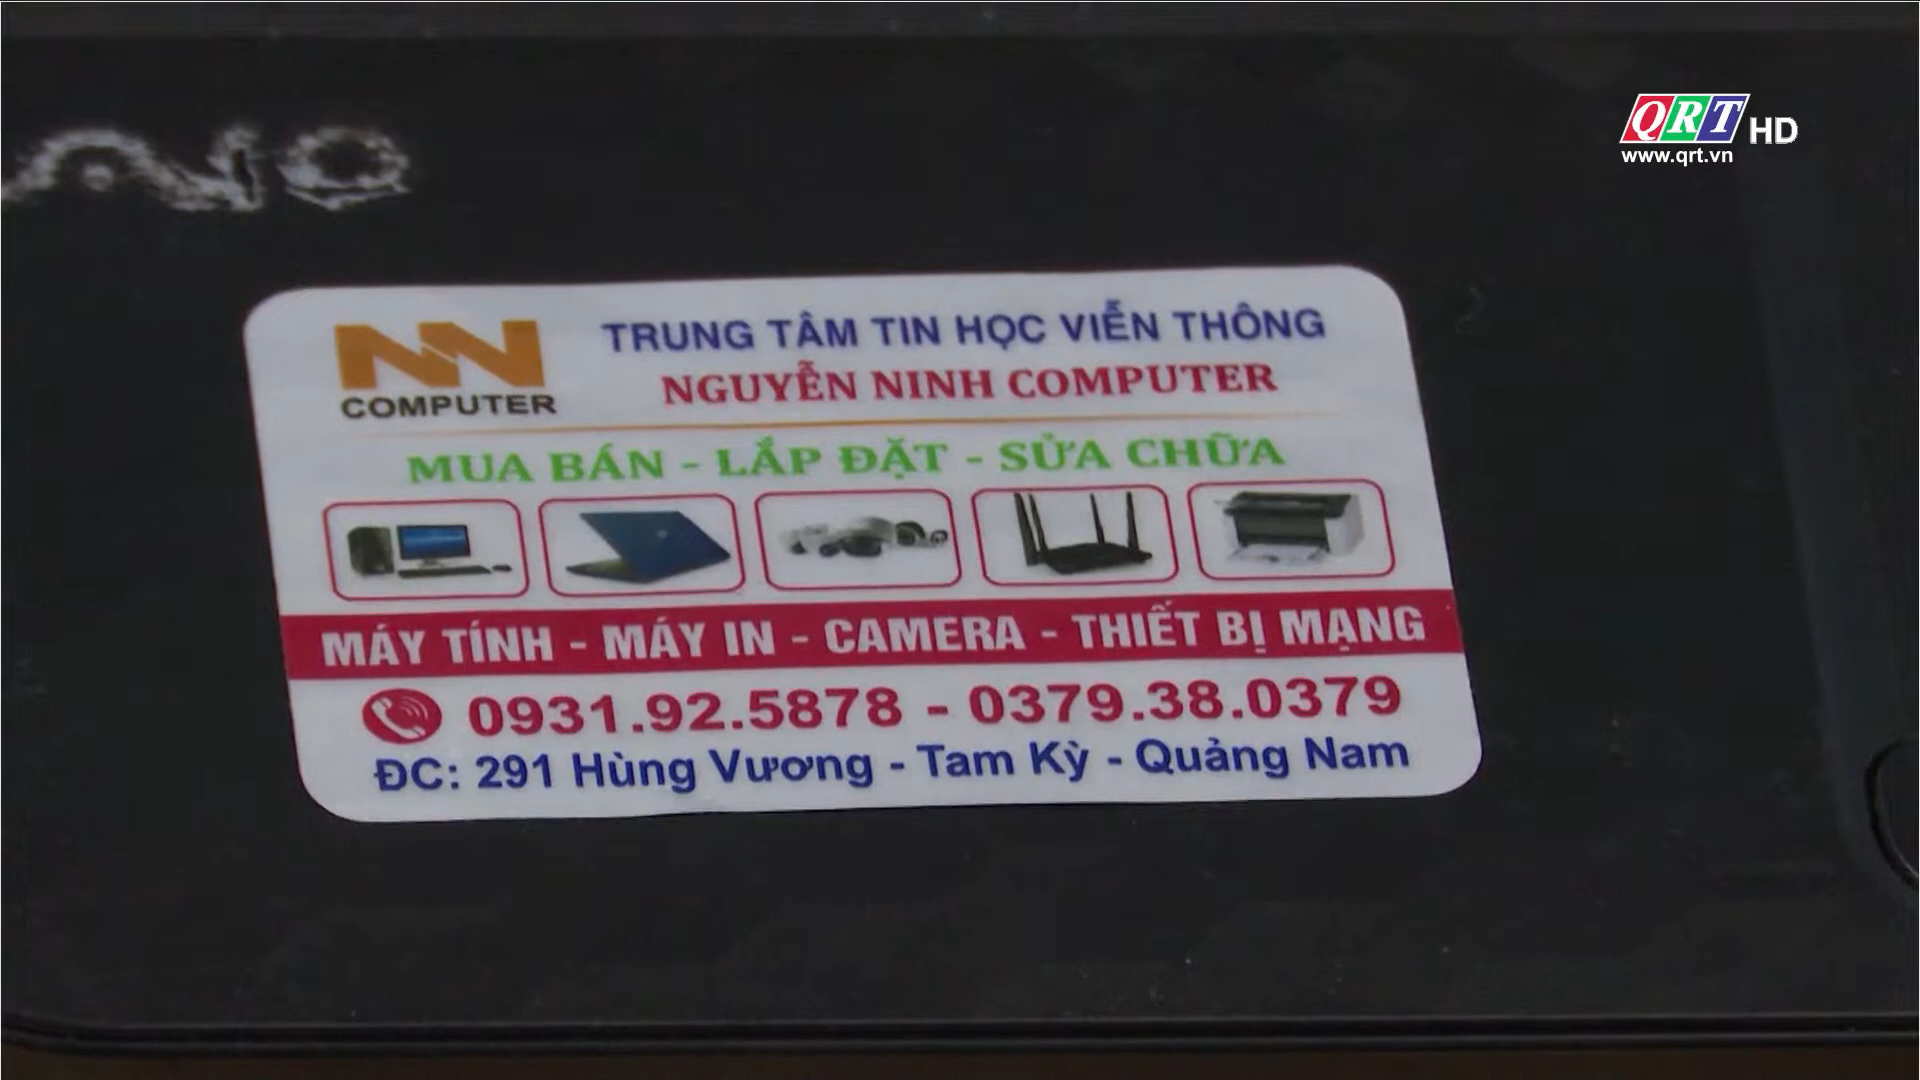 QRT HD
www.qrt.vn
NN
COMPUTER
TRUNG TÂM TIN HỌC VIỄN THÔNG
NGUYỄN NINH COMPUTER
MUA BÁN - LẮP ĐẶT - SỬA CHỮA
MÁY TÍNH - MÁY IN - CAMERA - THIẾT BỊ MẠNG
0931.92.5878 - 0379.38.0379
ĐC: 291 Hùng Vương - Tam Kỳ - Quảng Nam